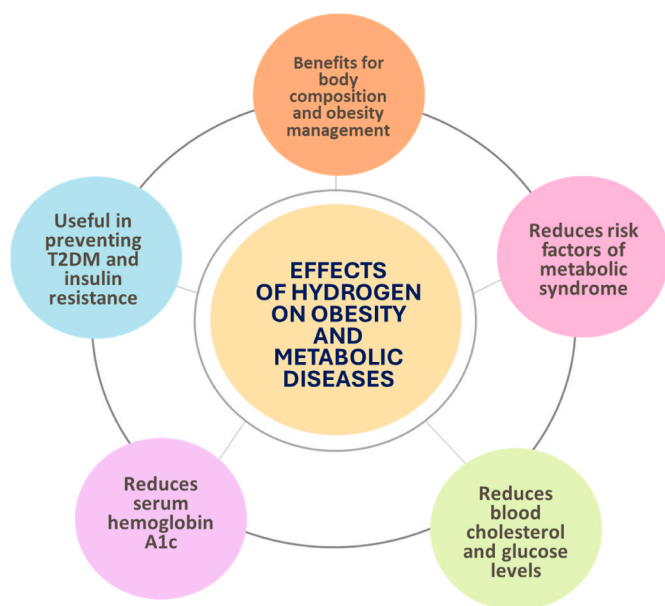 Benefits for
body
composition
and obesity
management
Reduces risk
factors of
metabolic
syndrome
Reduces
blood
cholesterol
and glucose
levels
Reduces
serum
hemoglobin
A1c
Useful in
preventing
T2DM and
insulin
resistance
EFFECTS
OF HYDROGEN
ON OBESITY
AND
METABOLIC
DISEASES